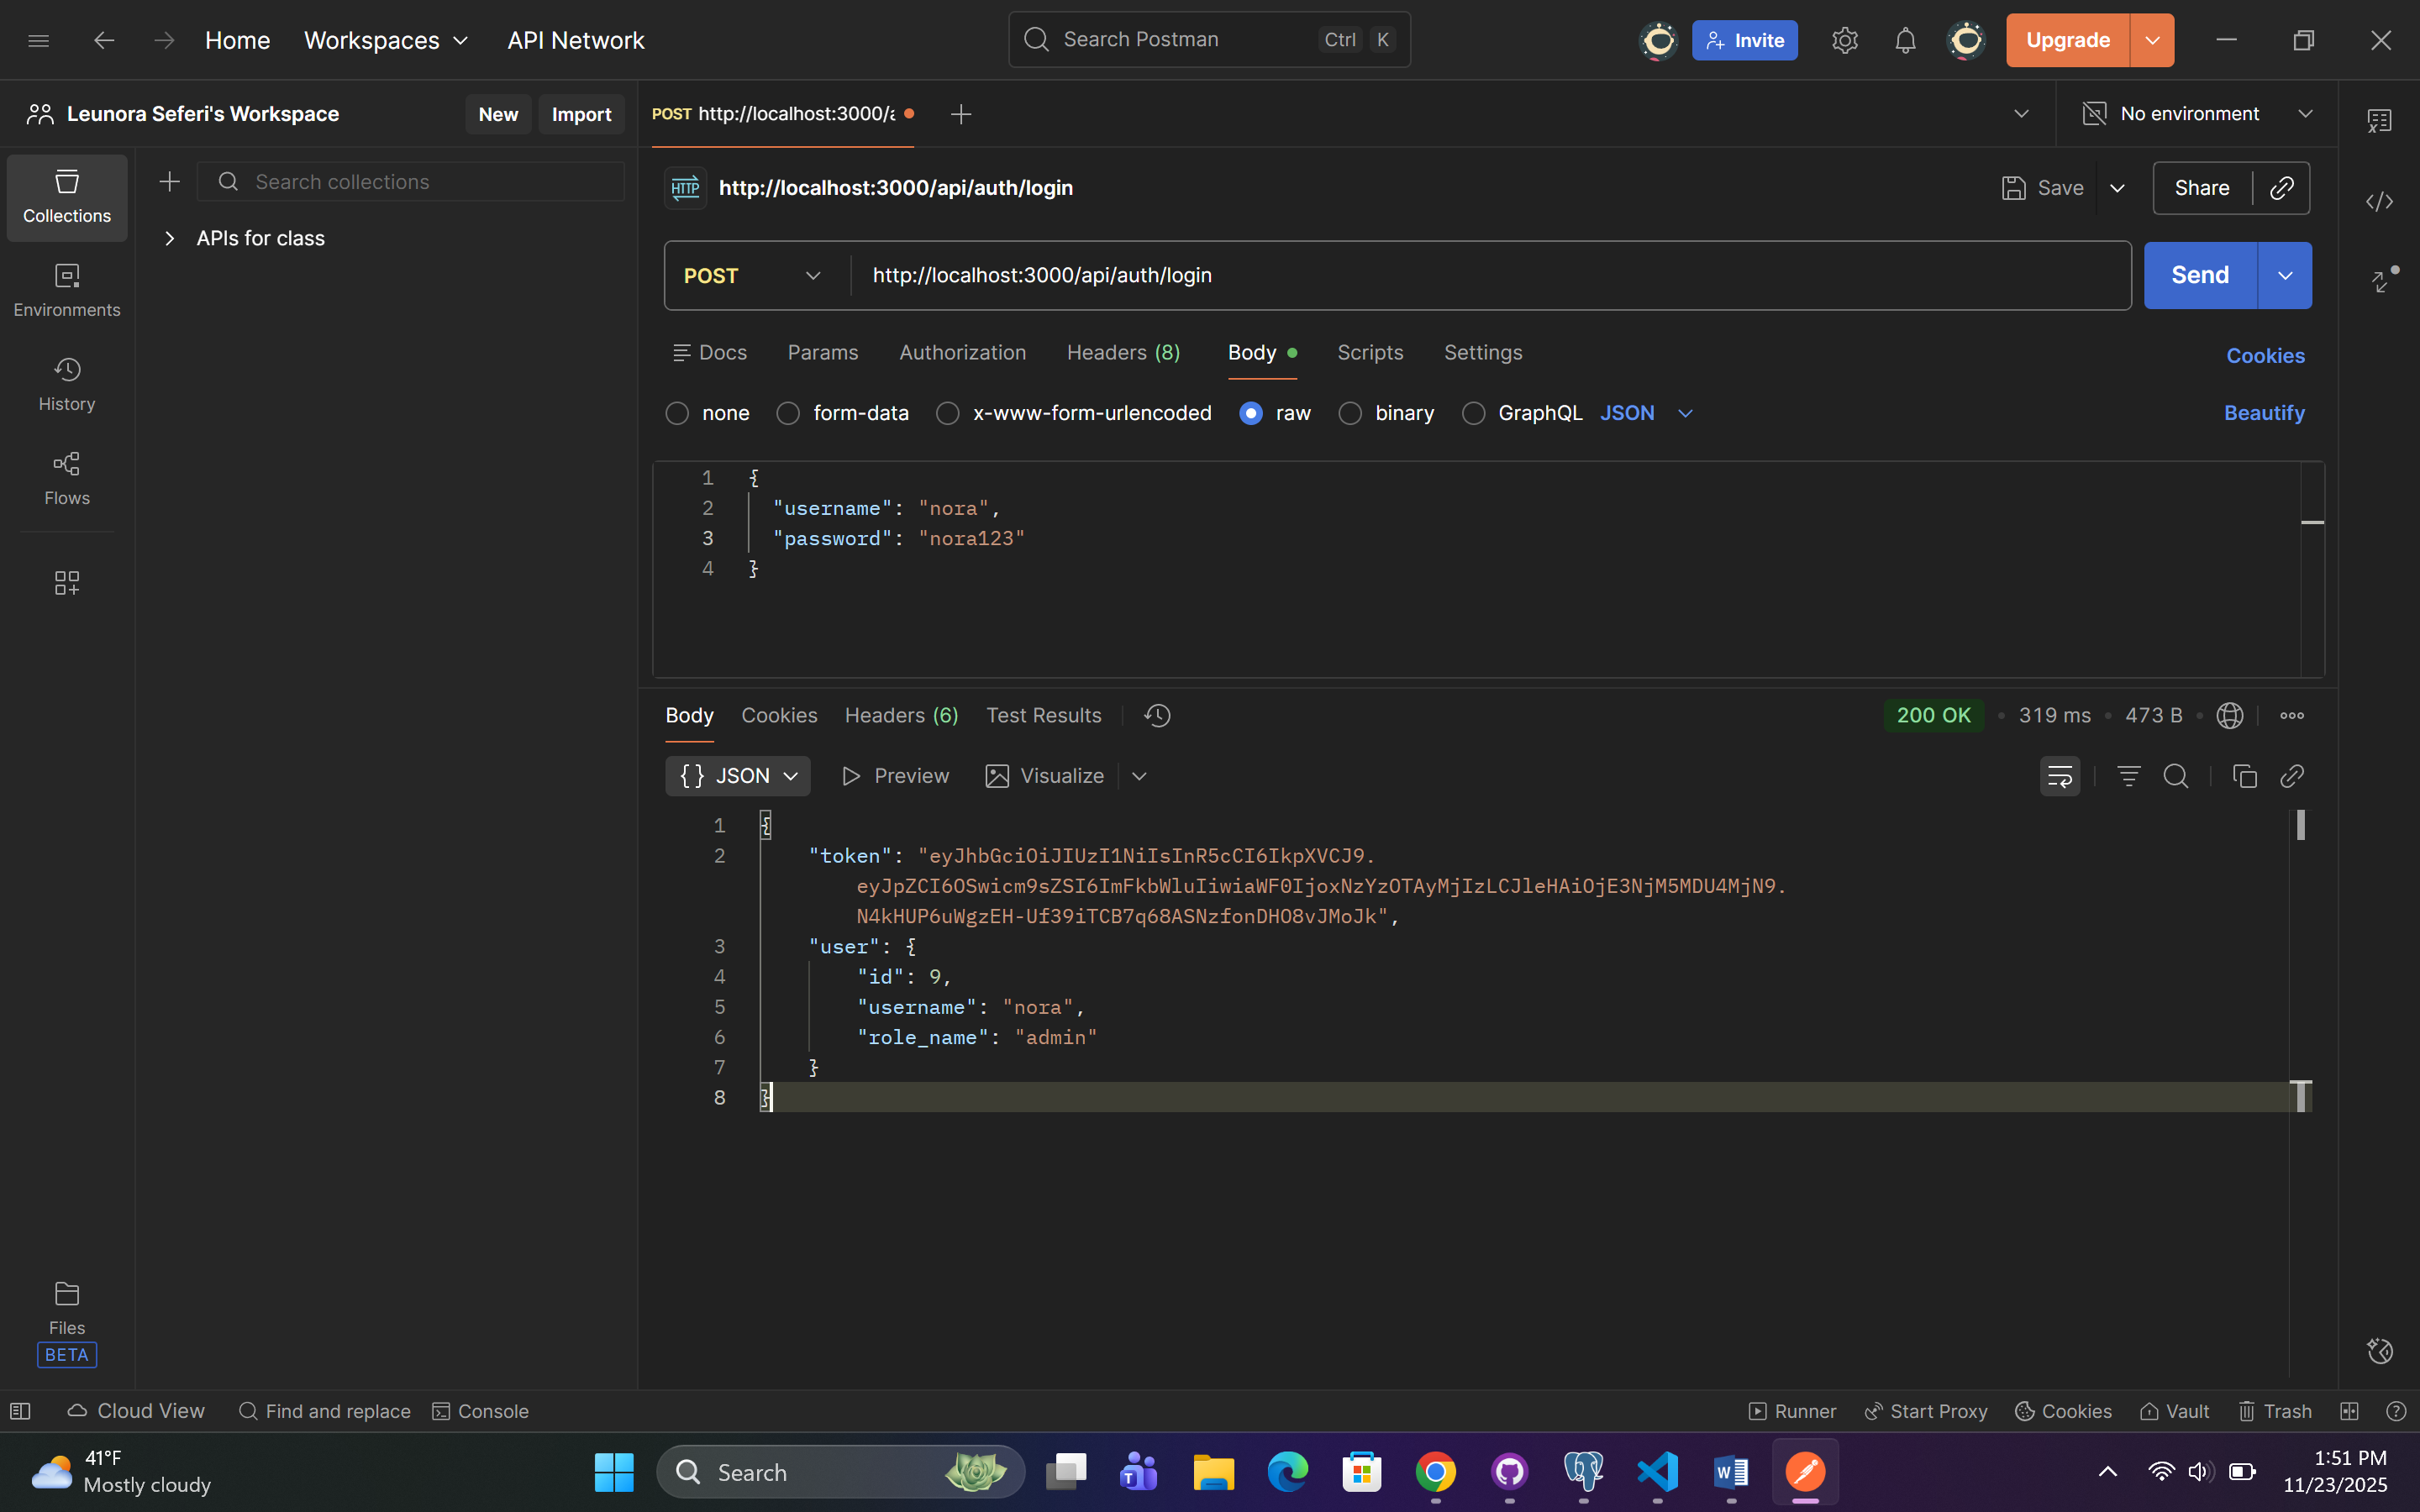 Home
Workspaces
API Network
Search Postman
Ctrl
K
Invite
Upgrade
Leunora Seferi's Workspace
New
Import
POST http://localhost:3000/a
No environment
Collections
Environments
History
Flows
Files
BETA
Search collections
APIs for class
HTTP
http://localhost:3000/api/auth/login
Save
Share
POST
http://localhost:3000/api/auth/login
Send
Docs
Params
Authorization
Headers (8)
Body
Scripts
Settings
Cookies
none
form-data
x-www-form-urlencoded
raw
binary
GraphQL
JSON
Beautify
1 {
2 "username": "nora",
3 "password": "nora123"
4 }
Body
Cookies
Headers (6)
Test Results
200 OK
319 ms
473 B
{} JSON
Preview
Visualize
1 {
2 "token": "eyJhbGciOiJIUzI1NiIsInR5cCI6IkpXVCJ9.
eyJpZCI6OSwicm9sZSI6ImFkbWluIiwiaWF0IjoxNzYzOTAyMjIzLCJleHAiOjE3NjM5MDU4MjN9.
N4kHUP6uWgzEH-Uf39iTCB7q68ASNzfonDHO8vJMoJk",
3 "user": {
4 "id": 9,
5 "username": "nora",
6 "role_name": "admin"
7 }
8 }
Cloud View
Find and replace
Console
Runner
Start Proxy
Cookies
Vault
Trash
41°F
Mostly cloudy
Search
1:51 PM
11/23/2025